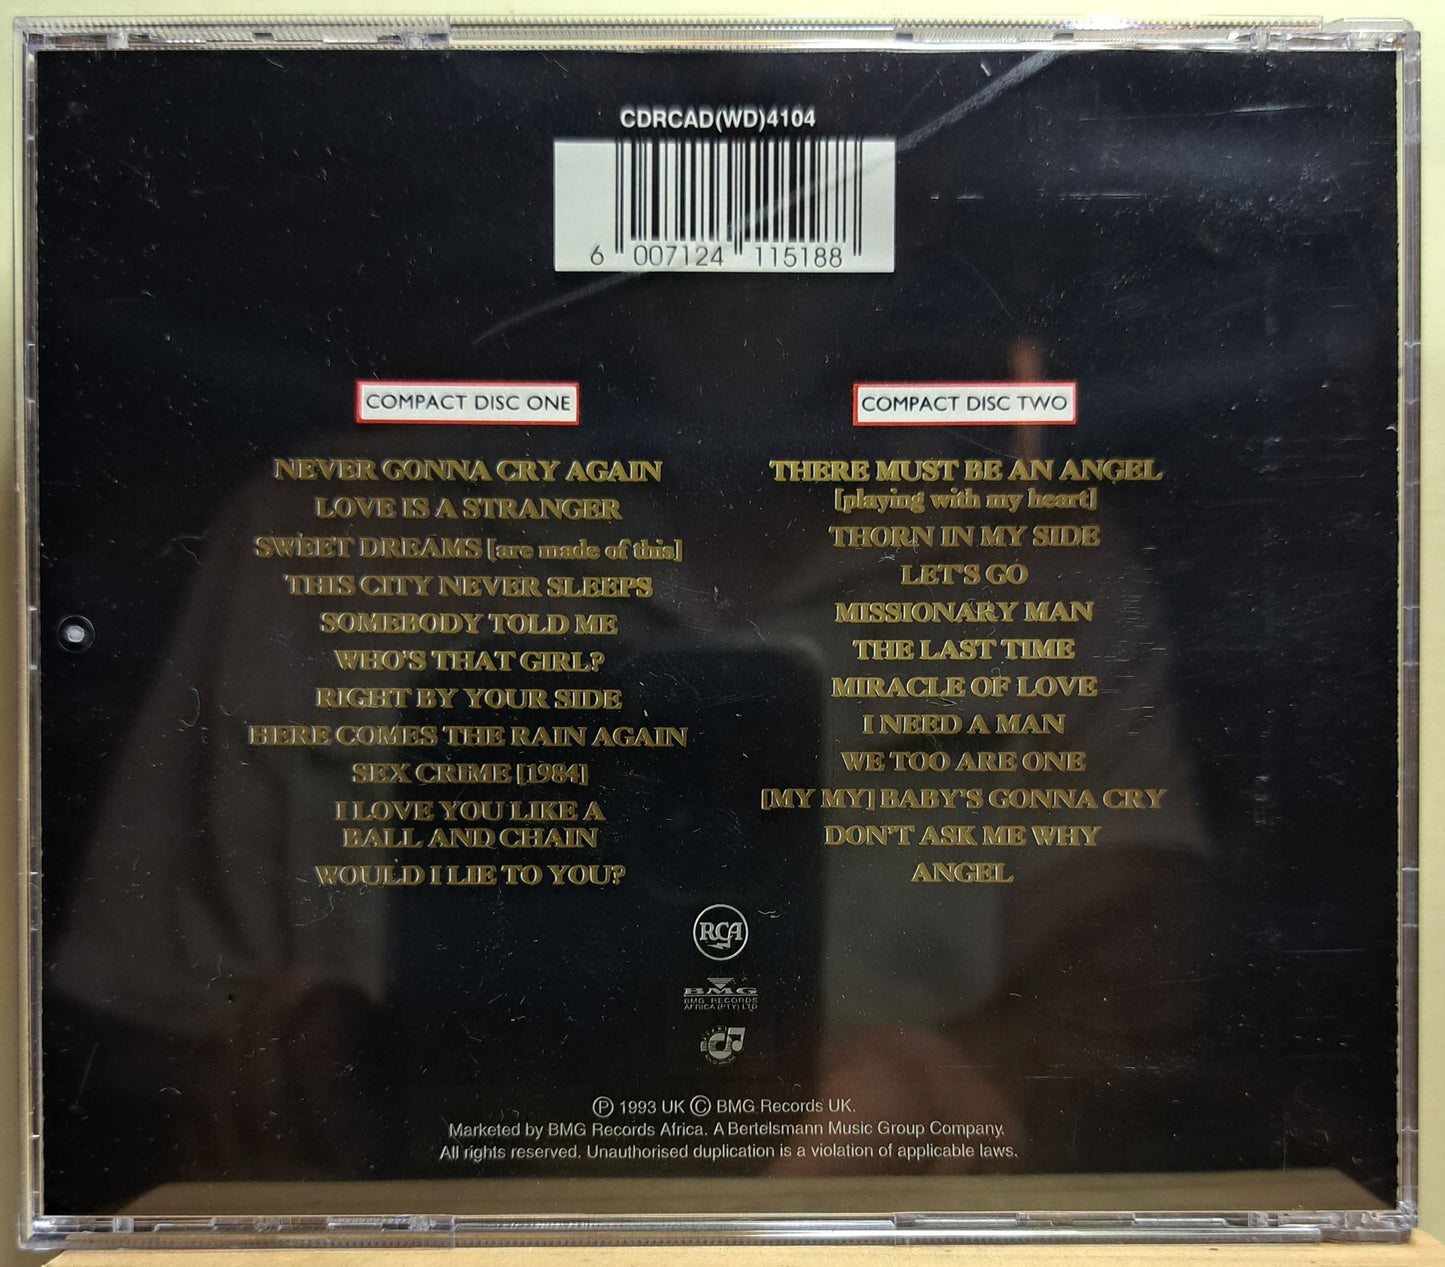 CDRCAD(WD)4104
6 007124 115188
COMPACT DISC ONE
NEVER GONNA CRY AGAIN
LOVE IS A STRANGER
SWEET DREAMS [are made of this]
THIS CITY NEVER SLEEPS
SOMEBODY TOLD ME
WHO'S THAT GIRL?
RIGHT BY YOUR SIDE
HERE COMES THE RAIN AGAIN
SEX CRIME [1984]
I LOVE YOU LIKE A
BALL AND CHAIN
WOULD I LIE TO YOU?
COMPACT DISC TWO
THERE MUST BE AN ANGEL
[playing with my heart]
THORN IN MY SIDE
LET'S GO
MISSIONARY MAN
THE LAST TIME
MIRACLE OF LOVE
I NEED A MAN
WE TOO ARE ONE
[MY MY] BABY'S GONNA CRY
DON'T ASK ME WHY
ANGEL
RCA
BMG
BMG RECORDS
AFRICA (PTY) LTD
Ⓟ 1993 UK © BMG Records UK.
Marketed by BMG Records Africa. A Bertelsmann Music Group Company.
All rights reserved. Unauthorised duplication is a violation of applicable laws.